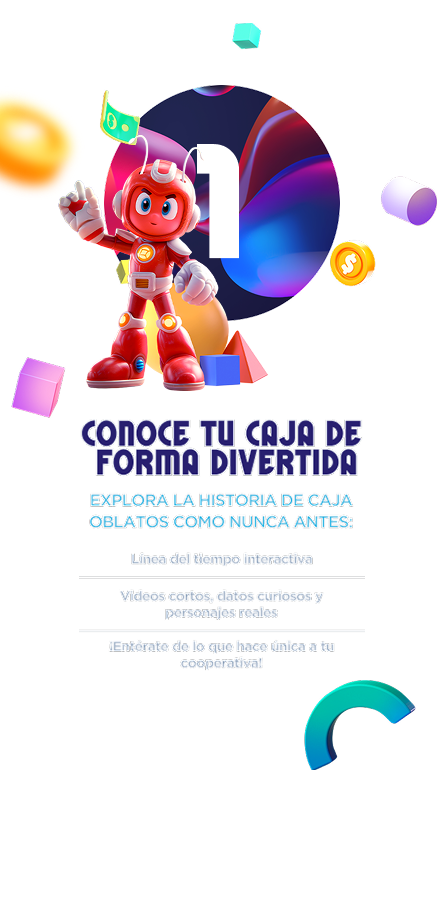 1
CONOCE TU CAJA DE
FORMA DIVERTIDA
EXPLORA LA HISTORIA DE CAJA
OBLATOS COMO NUNCA ANTES:
Línea del tiempo interactiva
Videos cortos, datos curiosos y
personajes reales
¡Entérate de lo que hace única a tu
cooperativa!